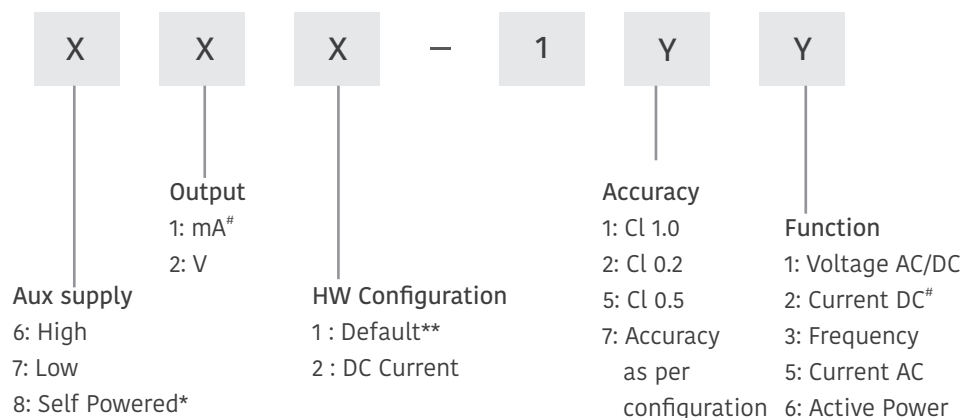 X X X – 1 Y Y
Output
1: mA#
2: V
Aux supply
6: High
7: Low
8: Self Powered*
HW Configuration
1 : Default**
2 : DC Current
Accuracy
1: Cl 1.0
2: Cl 0.2
5: Cl 0.5
7: Accuracy
as per
configuration
Function
1: Voltage AC/DC
2: Current DC#
3: Frequency
5: Current AC
6: Active Power